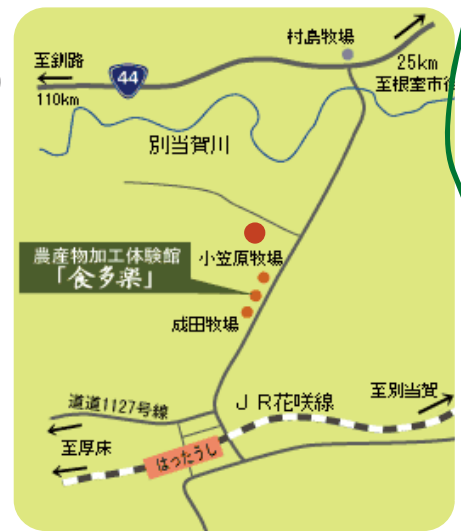 村島牧場
至釧路
44
25km
至根室市
110km
別当賀川
農産物加工体験館
「食多楽」
小笠原牧場
成田牧場
至別当賀
道道1127号線
JR花咲線
至厚床
はったうし